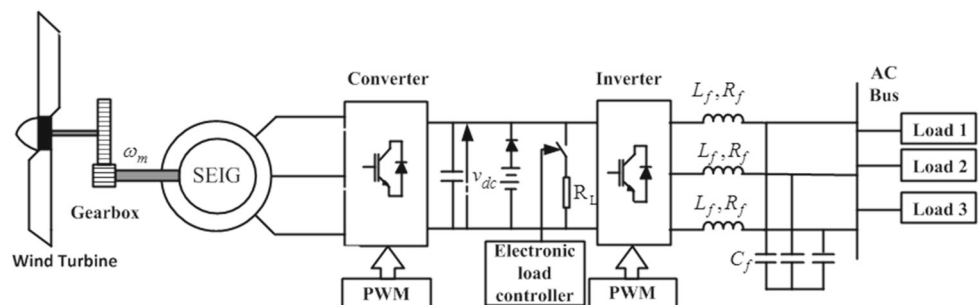 Wind Turbine
Gearbox
ω_m
SEIG
Converter
PWM
v_dc
Electronic
load
controller
R_L
Inverter
PWM
L_f, R_f
L_f, R_f
L_f, R_f
C_f
AC
Bus
Load 1
Load 2
Load 3